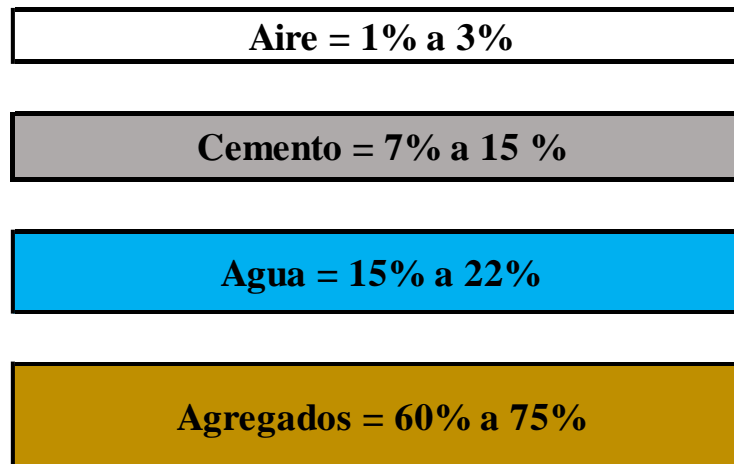 Aire = 1% a 3%
Cemento = 7% a 15 %
Agua = 15% a 22%
Agregados = 60% a 75%